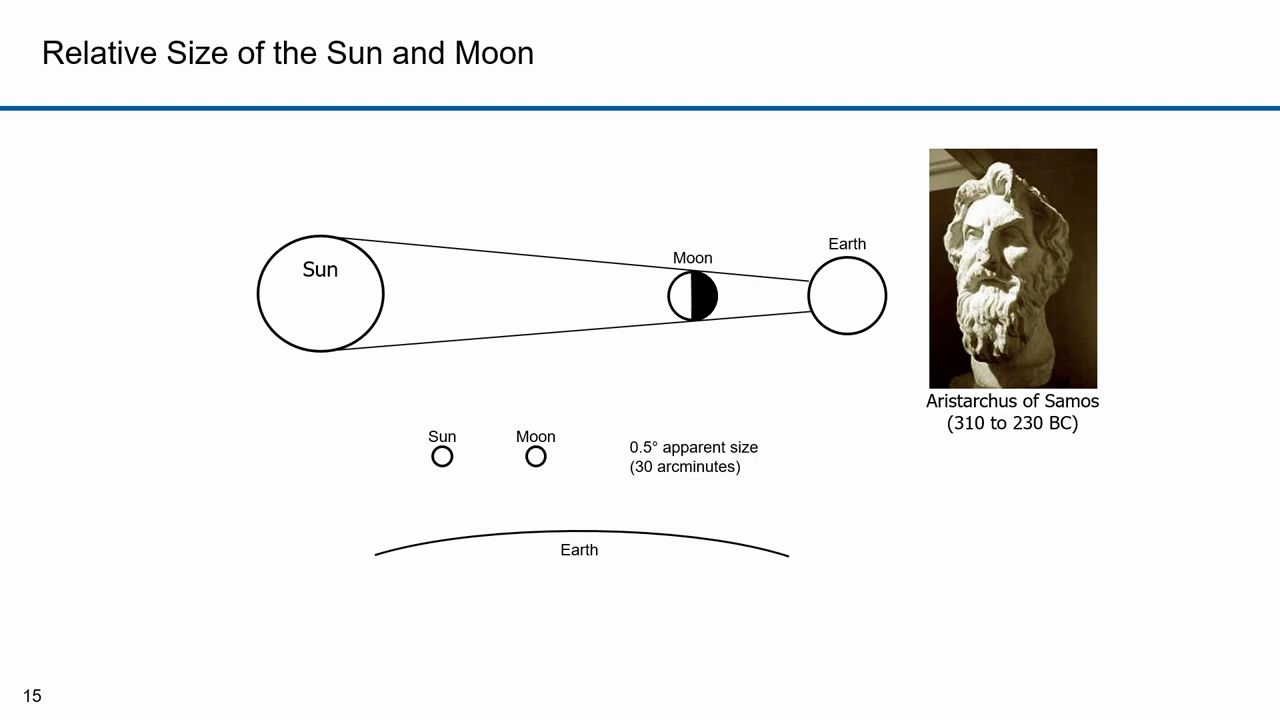 Relative Size of the Sun and Moon
Sun
Moon
Earth
Aristarchus of Samos
(310 to 230 BC)
Sun
Moon
0.5° apparent size
(30 arcminutes)
Earth
15